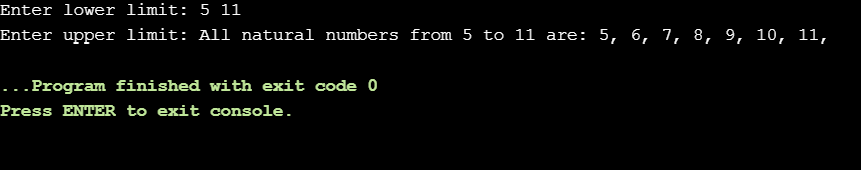 Enter lower limit: 5 11
Enter upper limit: All natural numbers from 5 to 11 are: 5, 6, 7, 8, 9, 10, 11,
...Program finished with exit code 0
Press ENTER to exit console.